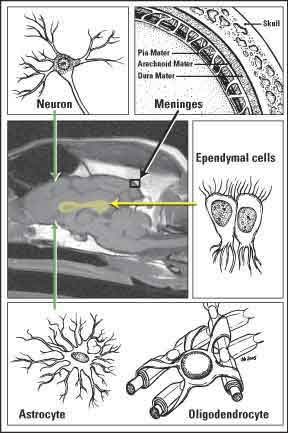 Skull
Pia Mater
Arachnoid Mater
Dura Mater
Neuron
Meninges
Ependymal cells
Astrocyte
Oligodendrocyte